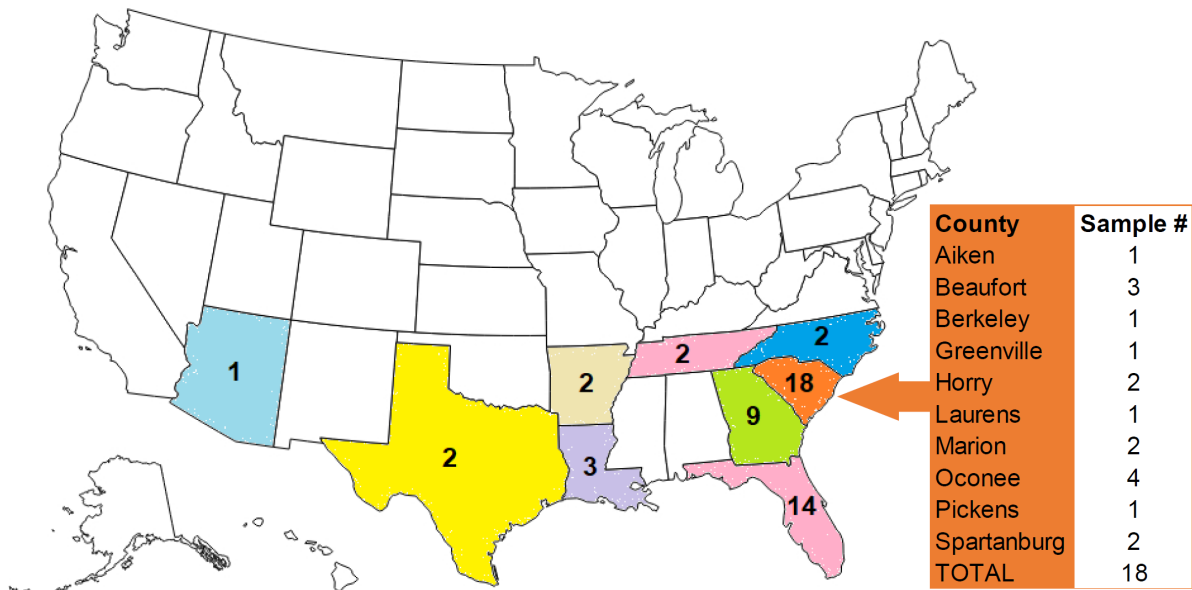 County Sample #
Aiken 1
Beaufort 3
Berkeley 1
Greenville 1
Horry 2
Laurens 1
Marion 2
Oconee 4
Pickens 1
Spartanburg 2
TOTAL 18
2
2
18
1
2
9
2
3
14